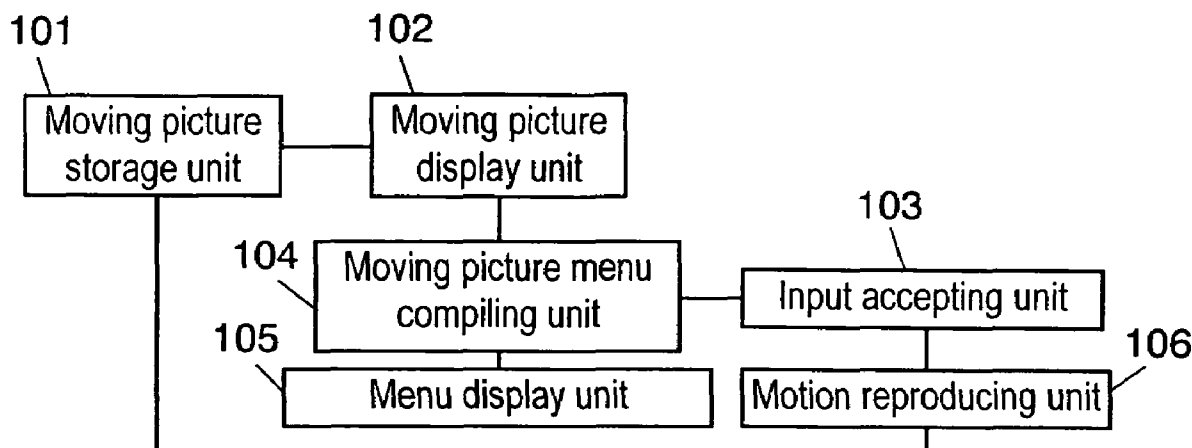 101
102
Moving picture
storage unit
Moving picture
display unit
103
104
Moving picture menu
compiling unit
Input accepting unit
105
106
Menu display unit
Motion reproducing unit